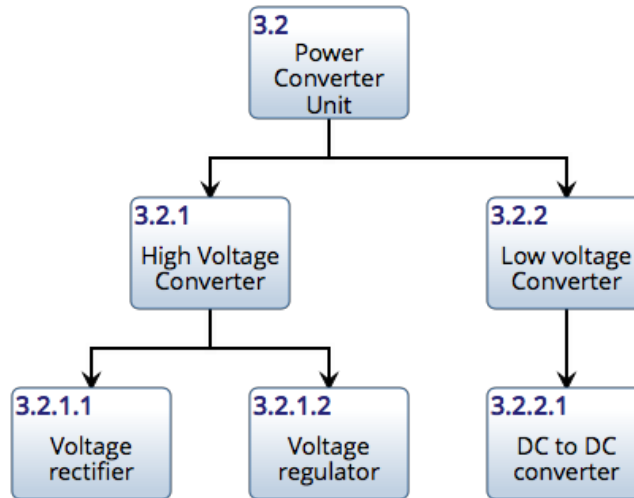 3.2
Power
Converter
Unit
3.2.1
High Voltage
Converter
3.2.2
Low voltage
Converter
3.2.1.1
Voltage
rectifier
3.2.1.2
Voltage
regulator
3.2.2.1
DC to DC
converter